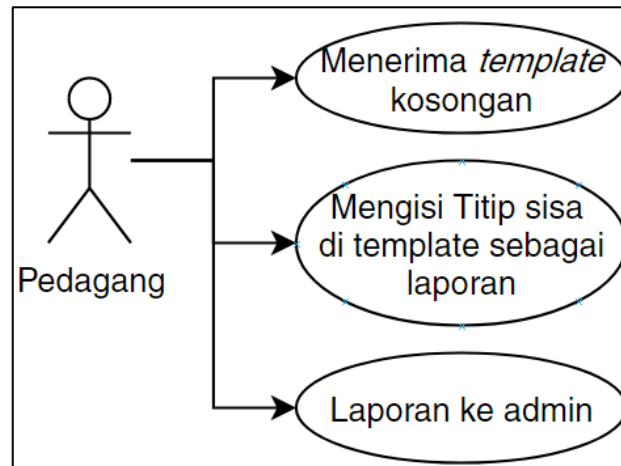 Menerima template
kosongan
Mengisi Titip sisa
di template sebagai
laporan
Pedagang
Laporan ke admin